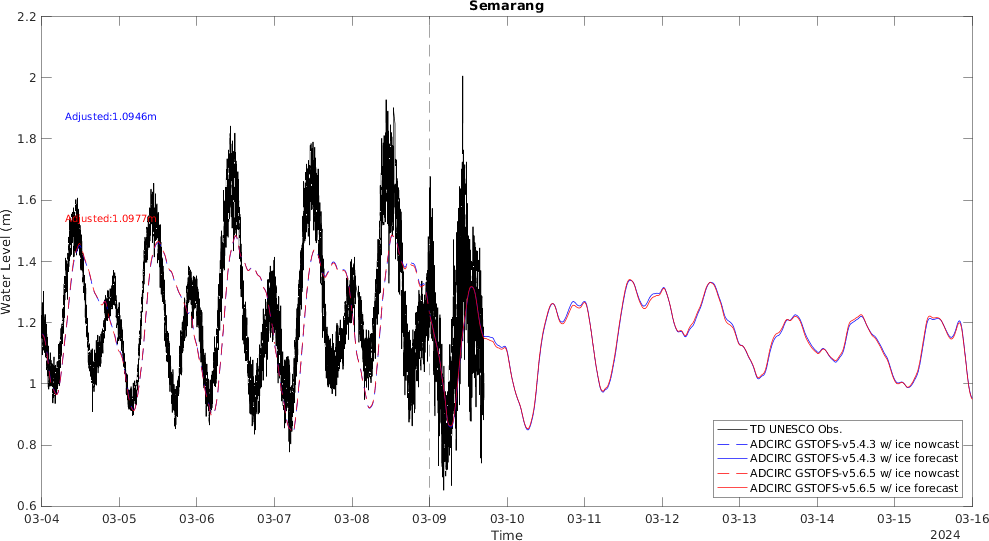 Semarang
2.2
2
1.8
1.6
1.4
1.2
1
0.8
0.6
Water Level (m)
Adjusted:1.0946m
Adjusted:1.0977m
TD UNESCO Obs.
ADCIRC GSTOFS-v5.4.3 w/ ice nowcast
ADCIRC GSTOFS-v5.4.3 w/ ice forecast
ADCIRC GSTOFS-v5.6.5 w/ ice nowcast
ADCIRC GSTOFS-v5.6.5 w/ ice forecast
03-04 03-05 03-06 03-07 03-08 03-09 03-10 03-11 03-12 03-13 03-14 03-15 03-16
Time
2024